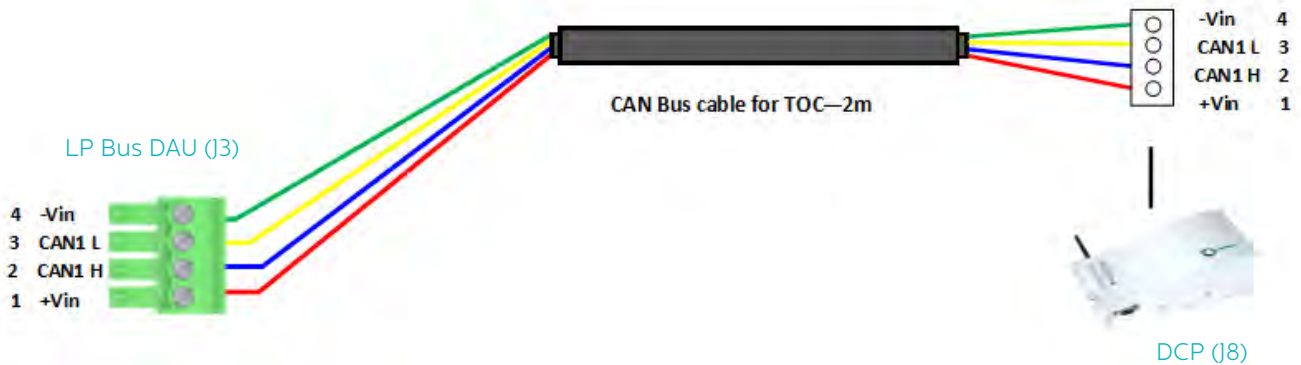 -Vin 4
CAN1 L 3
CAN1 H 2
+Vin 1
CAN Bus cable for TOC—2m
LP Bus DAU (J3)
4 -Vin
3 CAN1 L
2 CAN1 H
1 +Vin
DCP (J8)